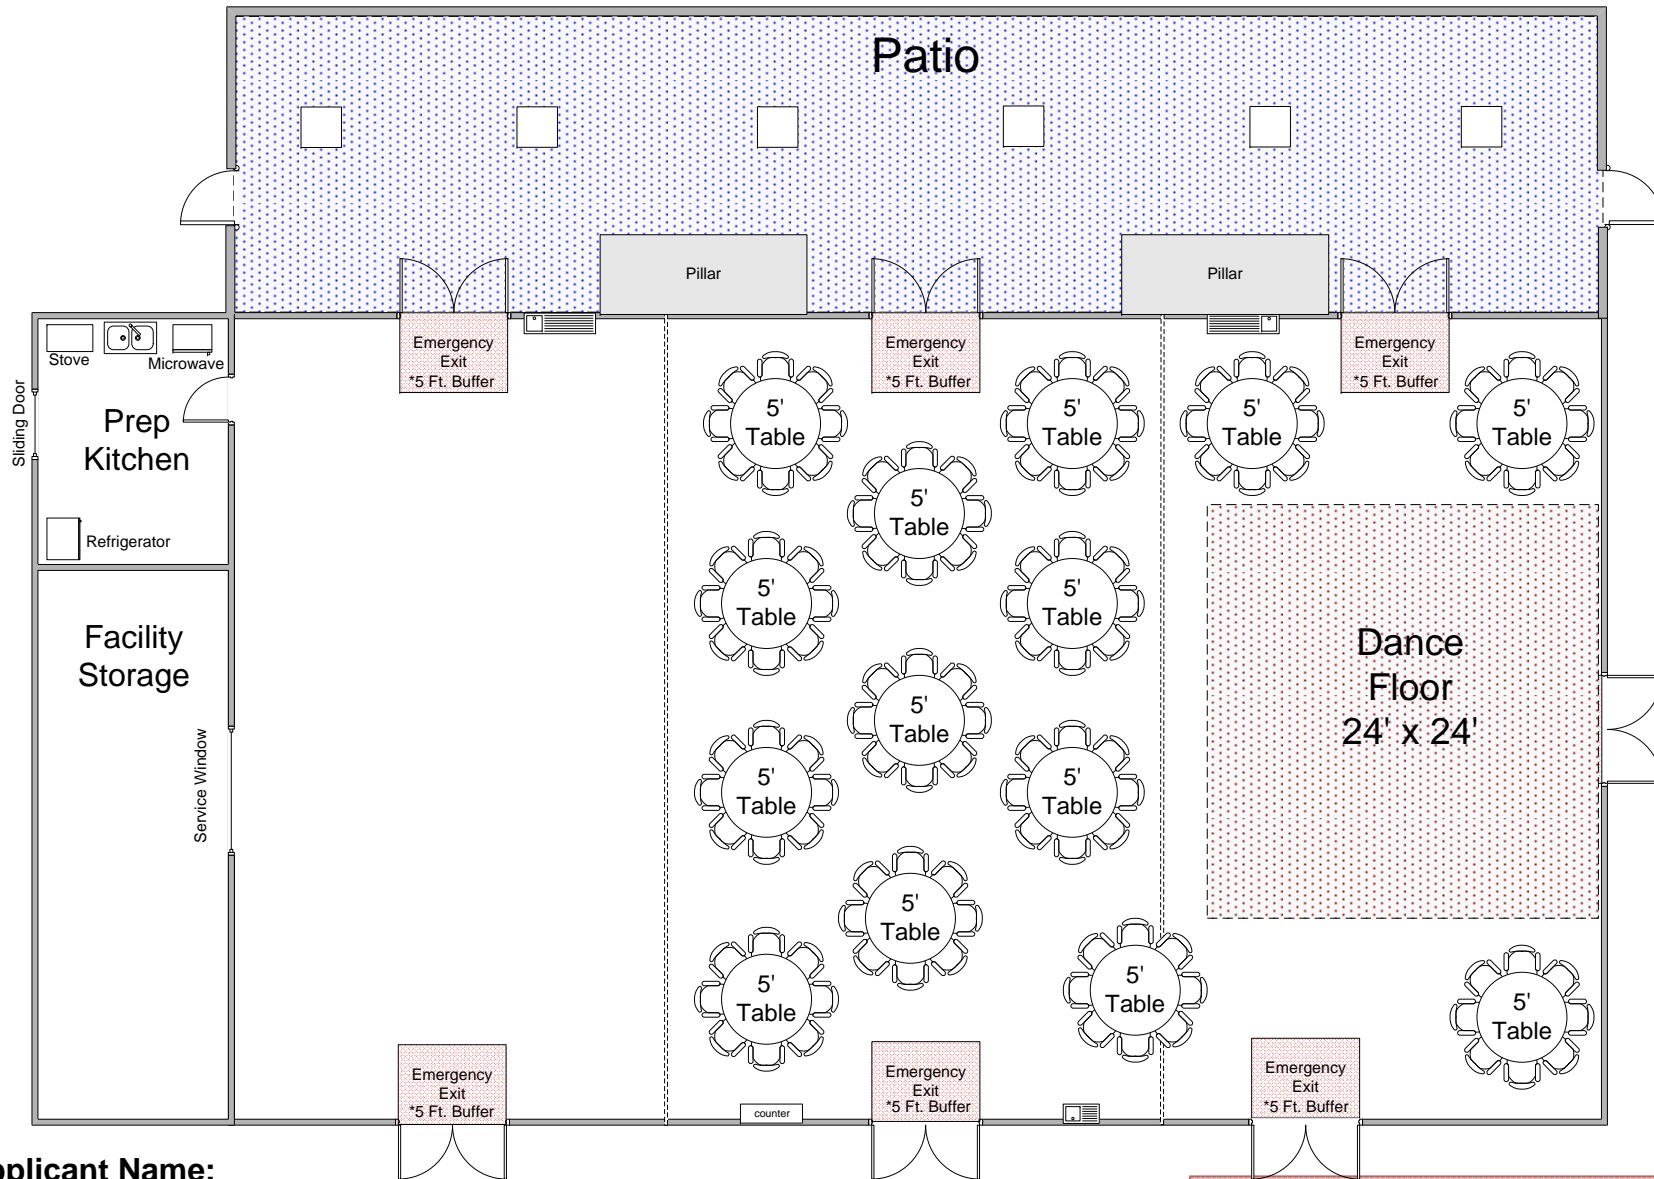 Patio
Pillar
Pillar
Emergency
Exit
*5 Ft. Buffer
Emergency
Exit
*5 Ft. Buffer
Emergency
Exit
*5 Ft. Buffer
Stove
Microwave
Sliding Door
Prep
Kitchen
Refrigerator
Facility
Storage
Service Window
5'
Table
5'
Table
5'
Table
5'
Table
5'
Table
5'
Table
5'
Table
5'
Table
5'
Table
5'
Table
5'
Table
5'
Table
5'
Table
5'
Table
Dance
Floor
24' x 24'
5'
Table
Emergency
Exit
*5 Ft. Buffer
Emergency
Exit
*5 Ft. Buffer
Emergency
Exit
*5 Ft. Buffer
counter
pplicant Name: